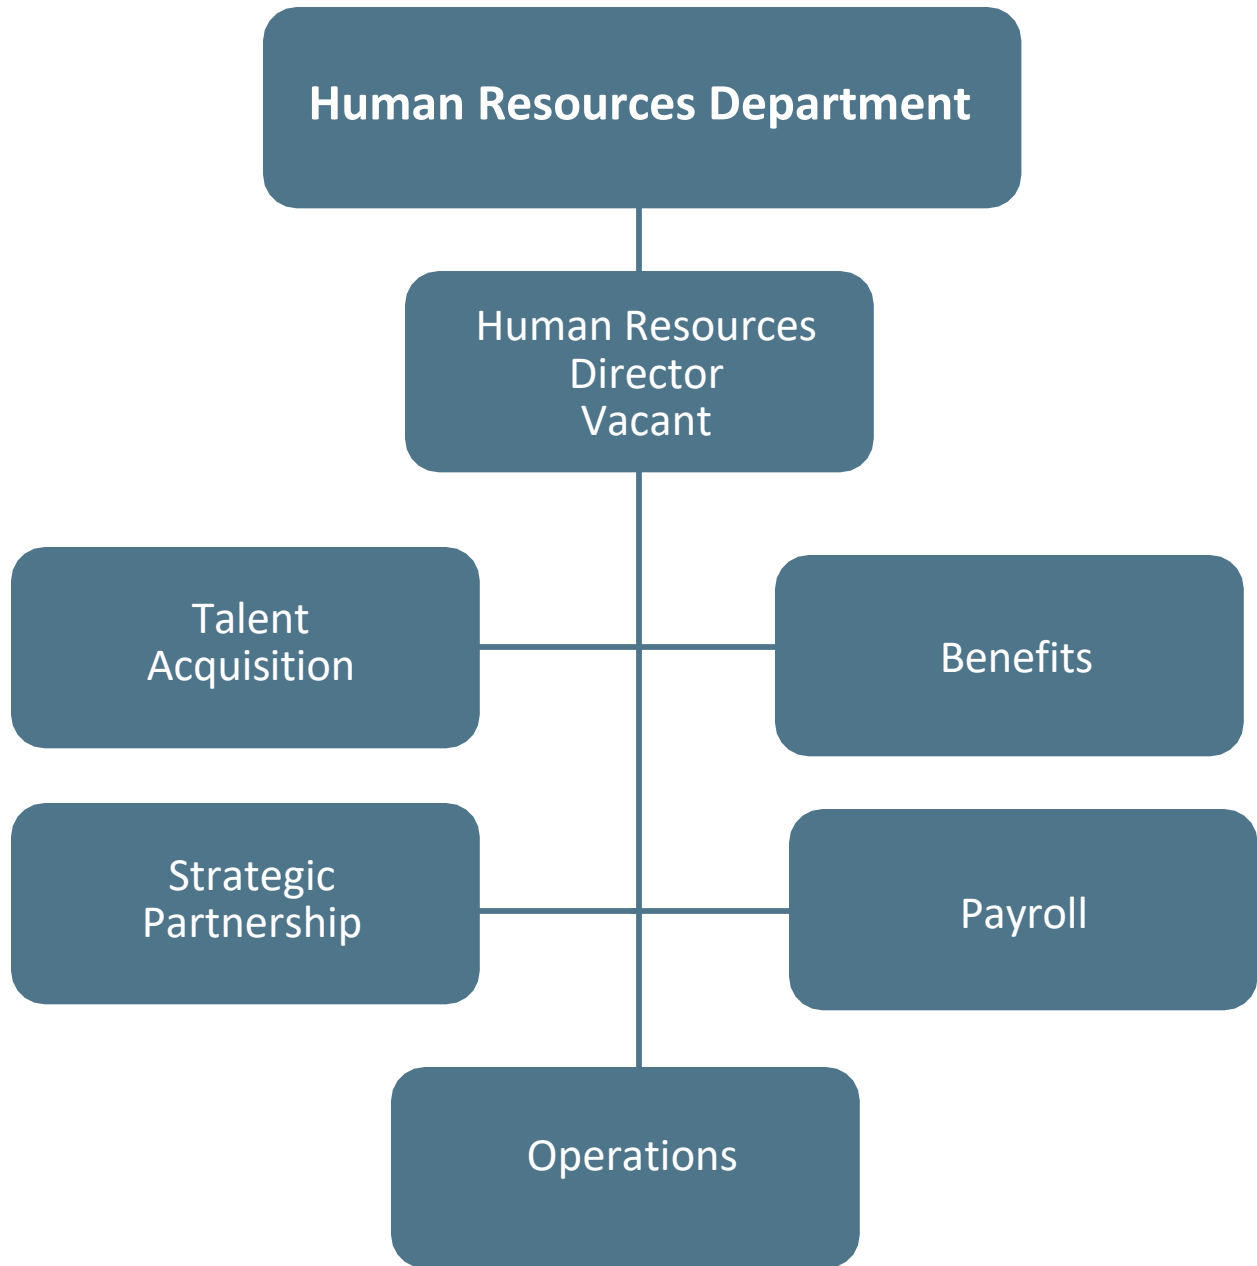 Human Resources Department
Human Resources
Director
Vacant
Talent
Acquisition
Benefits
Strategic
Partnership
Payroll
Operations